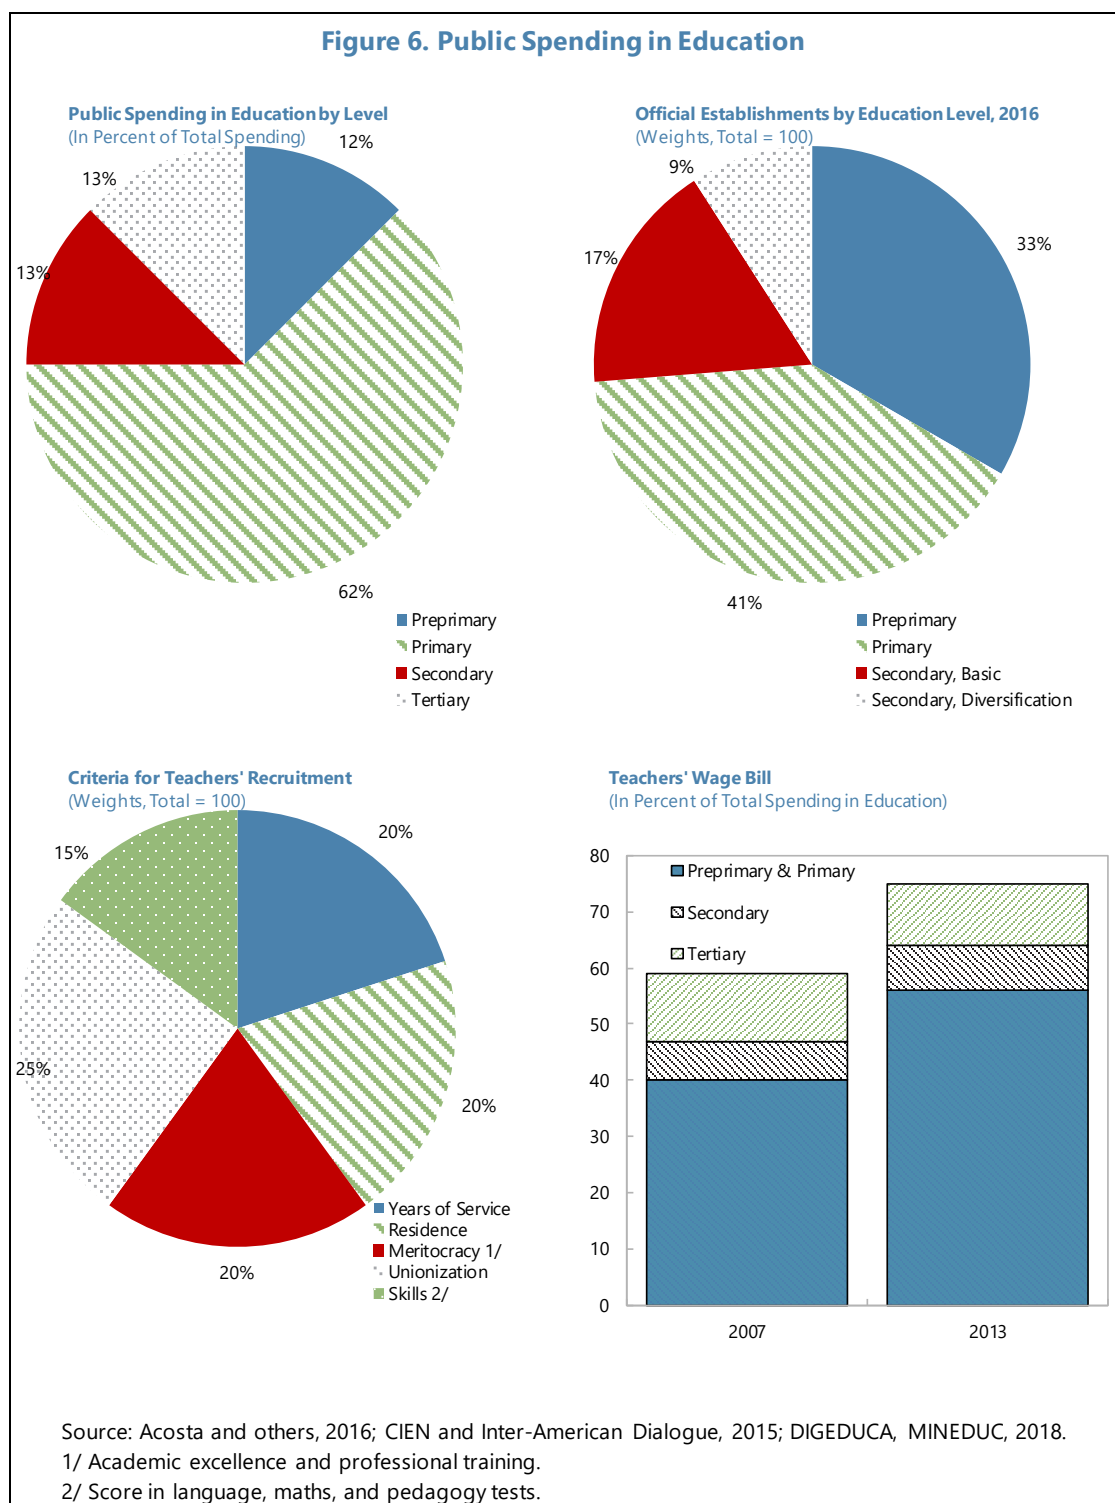 Figure 6. Public Spending in Education
Public Spending in Education by Level
(In Percent of Total Spending)
12%
13%
13%
62%
Preprimary
Primary
Secondary
Tertiary
Official Establishments by Education Level, 2016
(Weights, Total = 100)
9%
33%
17%
41%
Preprimary
Primary
Secondary, Basic
Secondary, Diversification
Criteria for Teachers' Recruitment
(Weights, Total = 100)
20%
15%
25%
20%
20%
Years of Service
Residence
Meritocracy 1/
Unionization
Skills 2/
Teachers' Wage Bill
(In Percent of Total Spending in Education)
80
70
60
50
40
30
20
10
0
Preprimary & Primary
Secondary
Tertiary
2007
2013
Source: Acosta and others, 2016; CIEN and Inter-American Dialogue, 2015; DIGEDUCA, MINEDUC, 2018.
1/ Academic excellence and professional training.
2/ Score in language, maths, and pedagogy tests.